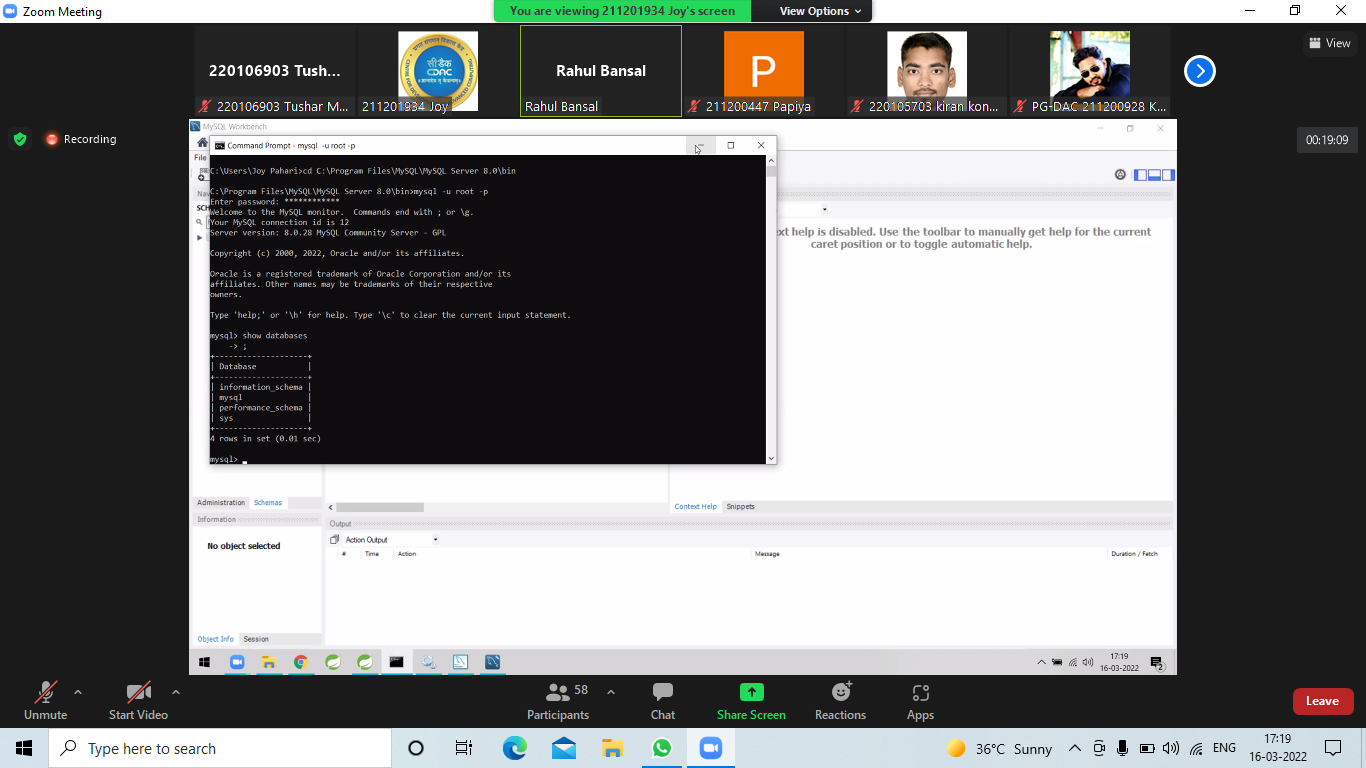 Zoom Meeting
You are viewing 211201934 Joy's screen
View Options
220106903 Tush...
220106903 Tushar M...
सी डैक
CDAC
211201934 Joy
Rahul Bansal
Rahul Bansal
P
211200447 Papiya
220105703 kiran kon...
PG-DAC 211200928 K...
View
Recording
00:19:09
MySQL Workbench
Command Prompt - mysql -u root -p
File
C:\Users\Joy Pahari>cd C:\Program Files\MySQL\MySQL Server 8.0\bin
C:\Program Files\MySQL\MySQL Server 8.0\bin>mysql -u root -p
Enter password: ************
Welcome to the MySQL monitor.  Commands end with ; or \g.
Your MySQL connection id is 12
Server version: 8.0.28 MySQL Community Server - GPL
Copyright (c) 2000, 2022, Oracle and/or its affiliates.
Oracle is a registered trademark of Oracle Corporation and/or its
affiliates. Other names may be trademarks of their respective
owners.
Type 'help;' or '\h' for help. Type '\c' to clear the current input statement.
mysql> show databases
    -> ;
+--------------------+
| Database           |
+--------------------+
| information_schema |
| mysql              |
| performance_schema |
| sys                |
+--------------------+
4 rows in set (0.01 sec)
mysql>
Nav
SCH
ext help is disabled. Use the toolbar to manually get help for the current
caret position or to toggle automatic help.
Administration
Schemas
Information
No object selected
Object Info
Session
Context Help
Snippets
Output
Action Output
#
Time
Action
Message
Duration / Fetch
17:19
16-03-2022
2
Unmute
Start Video
58
Participants
Chat
Share Screen
Reactions
Apps
Leave
Type here to search
36°C Sunny
ENG
17:19
16-03-2022